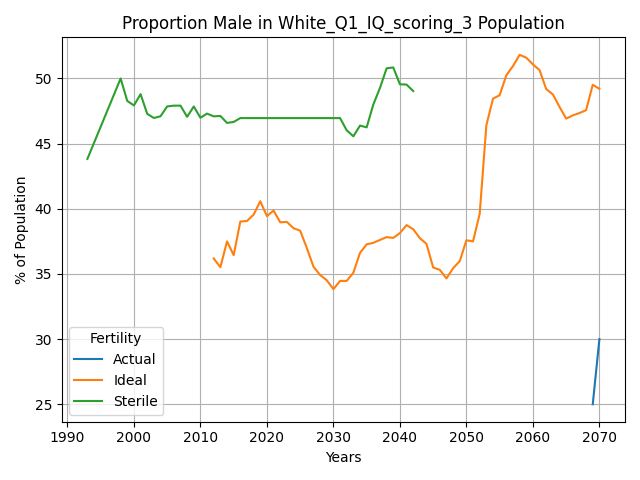 Proportion Male in White_Q1_IQ_scoring_3 Population
% of Population
50
45
40
35
30
25
Fertility
Actual
Ideal
Sterile
1990 2000 2010 2020 2030 2040 2050 2060 2070
Years